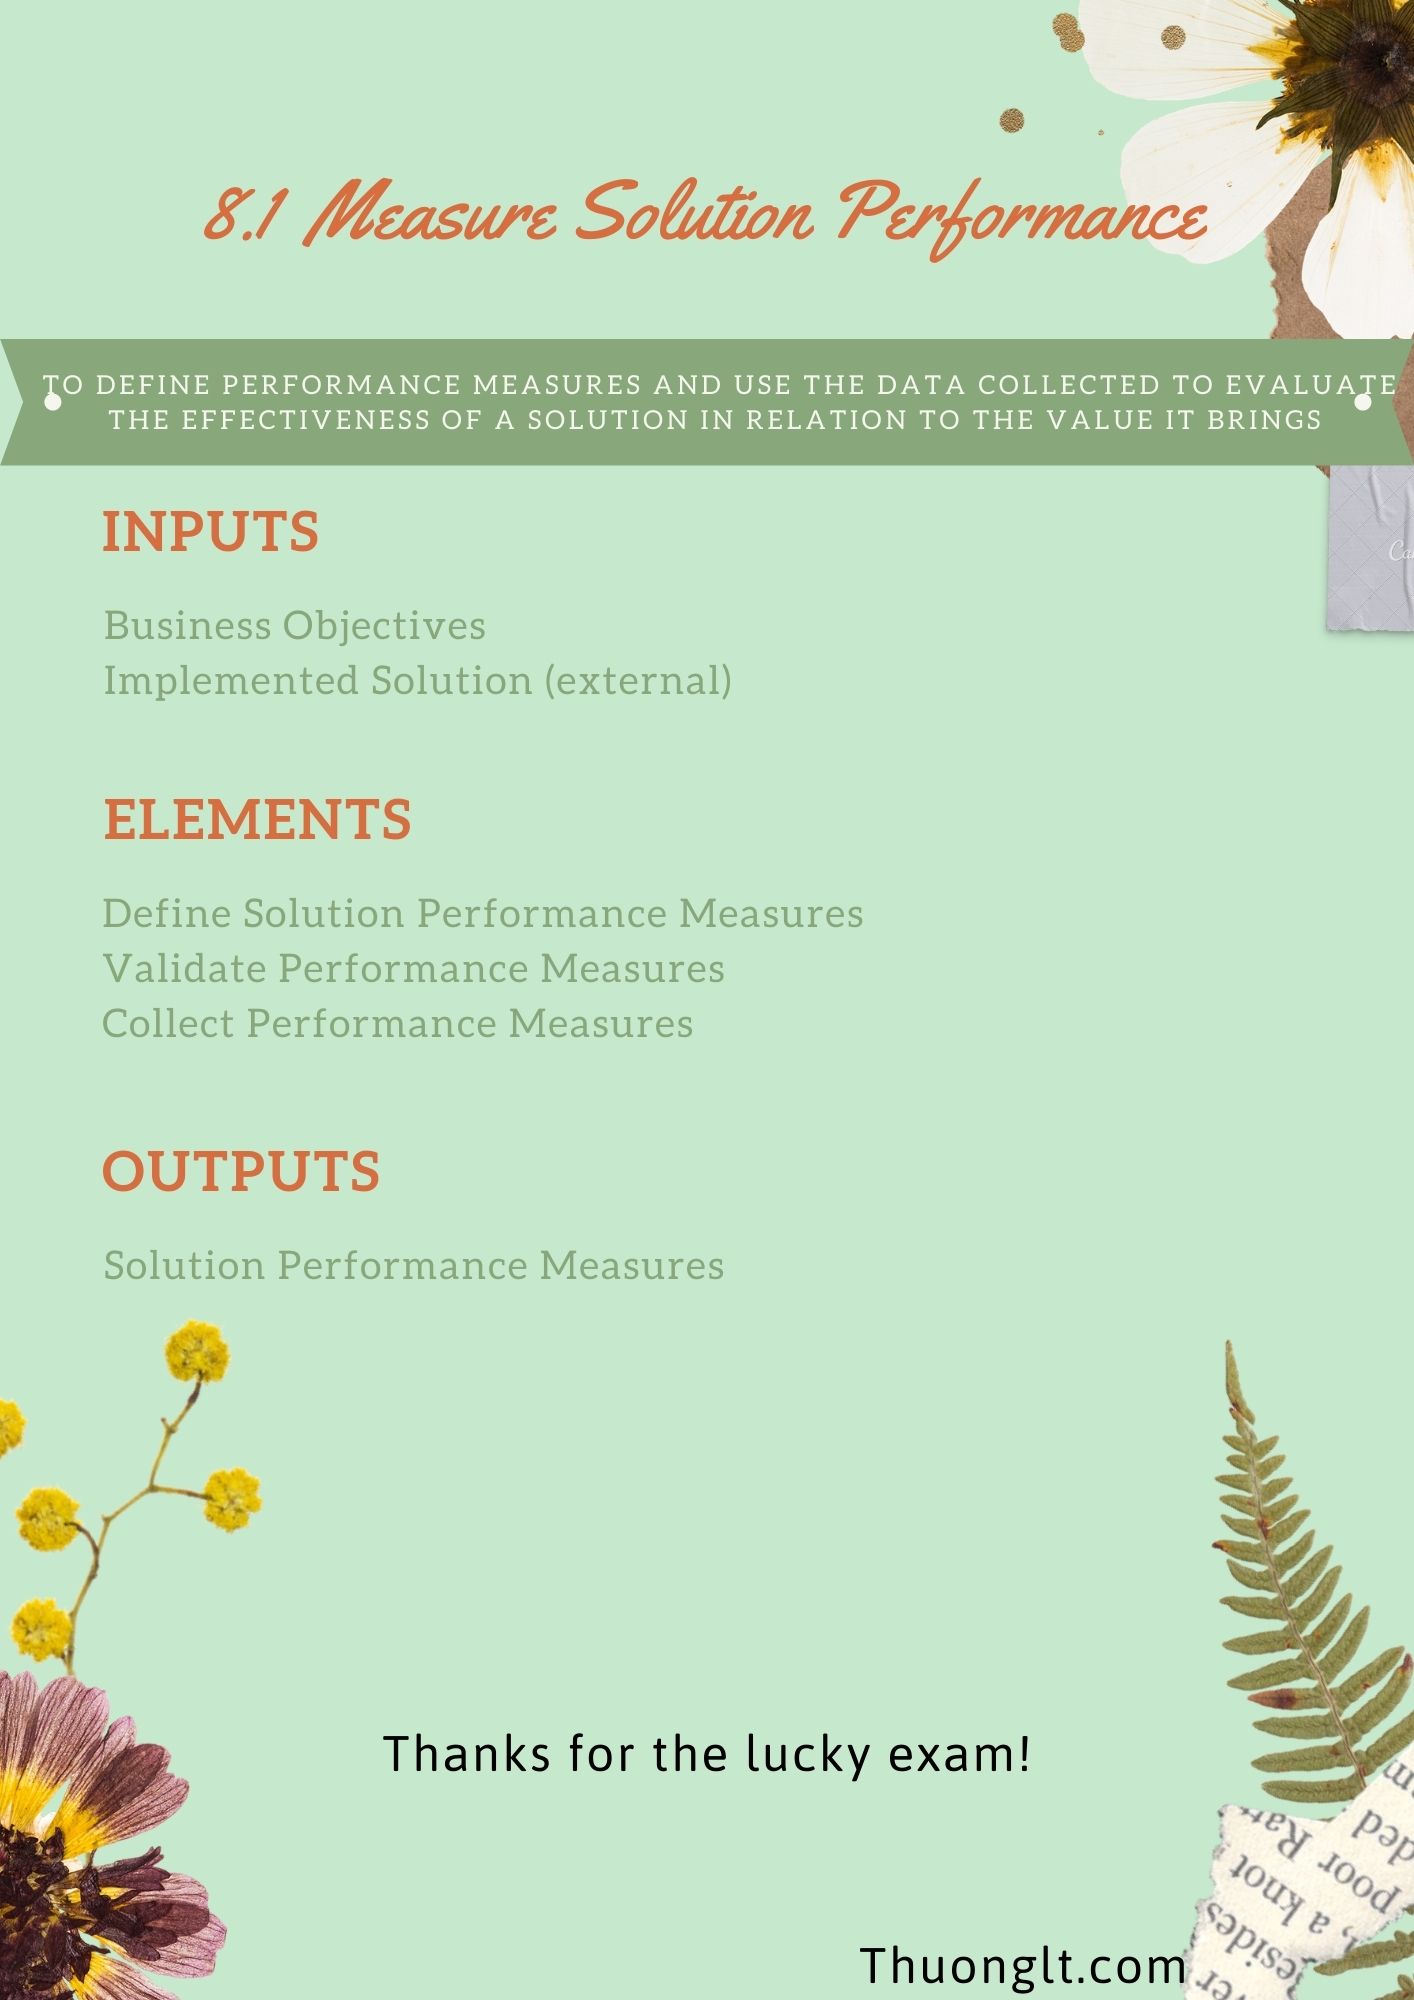 8.1 Measure Solution Performance
TO DEFINE PERFORMANCE MEASURES AND USE THE DATA COLLECTED TO EVALUATE
THE EFFECTIVENESS OF A SOLUTION IN RELATION TO THE VALUE IT BRINGS
INPUTS
Business Objectives
Implemented Solution (external)
ELEMENTS
Define Solution Performance Measures
Validate Performance Measures
Collect Performance Measures
OUTPUTS
Solution Performance Measures
Thanks for the lucky exam!
poor
a knot
Thuonglt.com